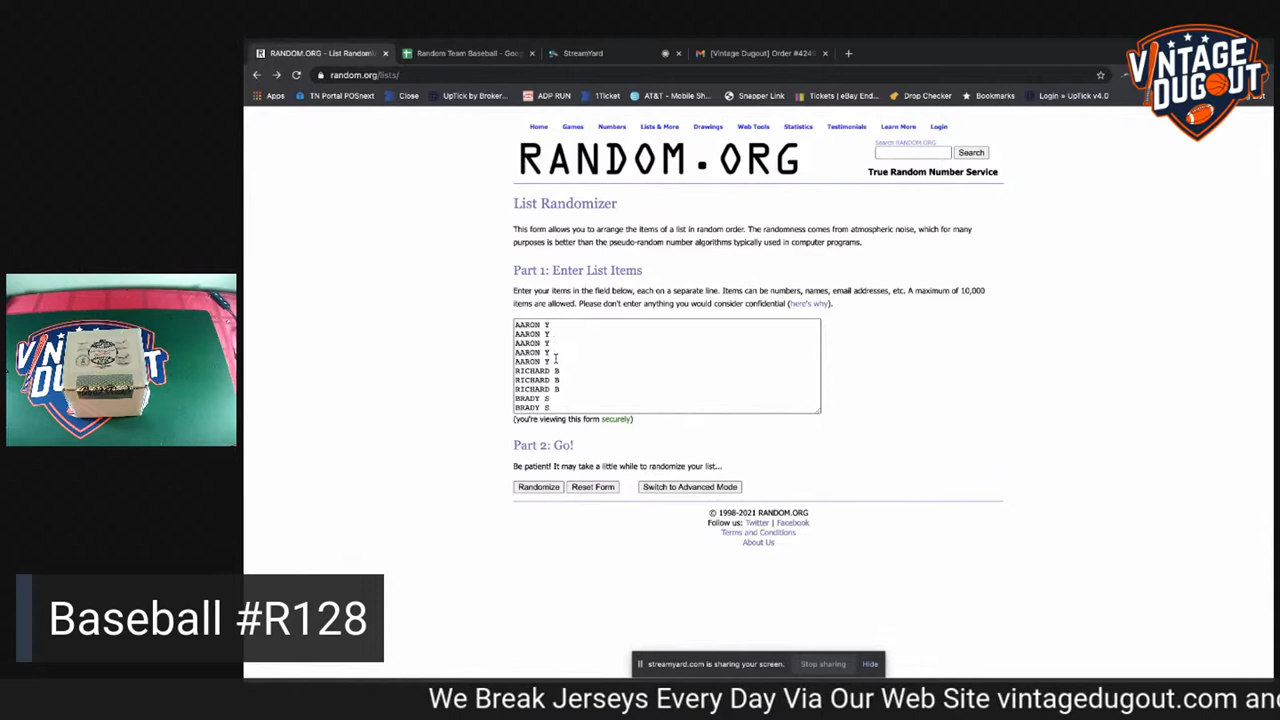 RANDOM.ORG - List Randomi
Random Team Baseball - Goog
StreamYard
[Vintage Dugout] Order #4249
random.org/lists/
Apps
TN Portal POSnext
Close
ADP RUN
1Ticket
AT&T - Mobile Sh...
Snapper Link
Tickets | eBay End...
Drop Checker
Bookmarks
Login » UpTick v4.0
VINTAGE
DUGOUT
Home
Games
Numbers
Lists & More
Drawings
Web Tools
Statistics
Testimonials
Learn More
Login
RANDOM.ORG
Search RANDOM.ORG
Search
True Random Number Service
List Randomizer
This form allows you to arrange the items of a list in random order. The randomness comes from atmospheric noise, which for many
purposes is better than the pseudo-random number algorithms typically used in computer programs.
Part 1: Enter List Items
Enter your items in the field below, each on a separate line. Items can be numbers, names, email addresses, etc. A maximum of 10,000
items are allowed. Please don't enter anything you would consider confidential (here's why).
AARON Y
AARON Y
AARON Y
AARON Y
AARON Y
RICHARD B
RICHARD B
RICHARD B
BRADY S
BRADY S
(you're viewing this form securely)
Part 2: Go!
Be patient! It may take a little while to randomize your list...
Randomize
Reset Form
Switch to Advanced Mode
© 1998-2021 RANDOM.ORG
Follow us: Twitter | Facebook
Terms and Conditions
About Us
Baseball #R128
streamyard.com is sharing your screen.
Stop sharing
Hide
We Break Jerseys Every Day Via Our Web Site vintagedugout.com and